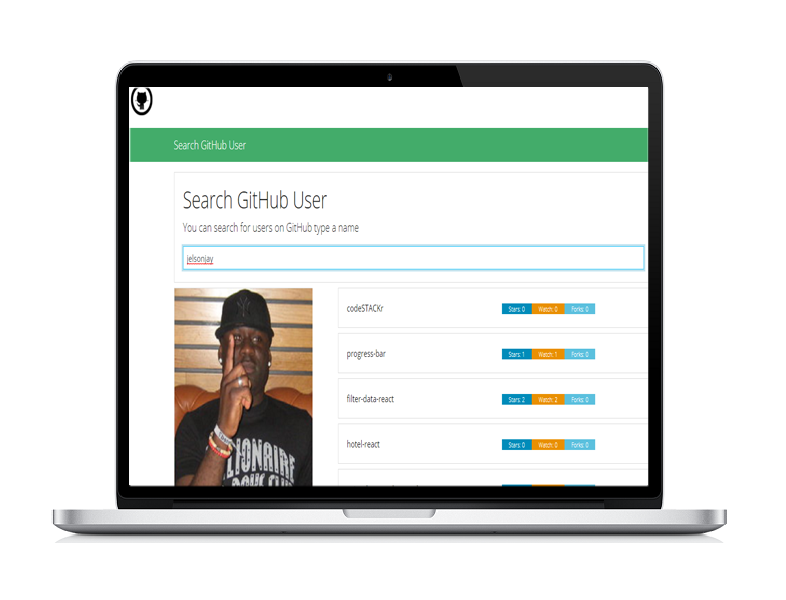 Search GitHub User
Search GitHub User
You can search for users on GitHub type a name
jelsonjay
codeSTACKr Stars: 0 Watch: 0 Forks: 0
progress-bar Stars: 1 Watch: 1 Forks: 0
filter-data-react Stars: 2 Watch: 2 Forks: 0
hotel-react Stars: 0 Watch: 0 Forks: 0